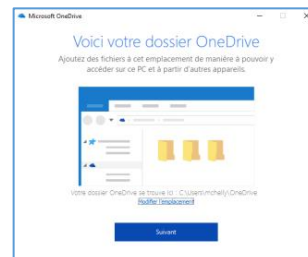 Microsoft OneDrive
Voici votre dossier OneDrive
Ajoutez des fichiers à cet emplacement de manière à pouvoir y
accéder sur ce PC et à partir d'autres appareils.
Votre dossier OneDrive se trouve ici : C:\Users\mchelly\OneDrive
Modifier l'emplacement
Suivant